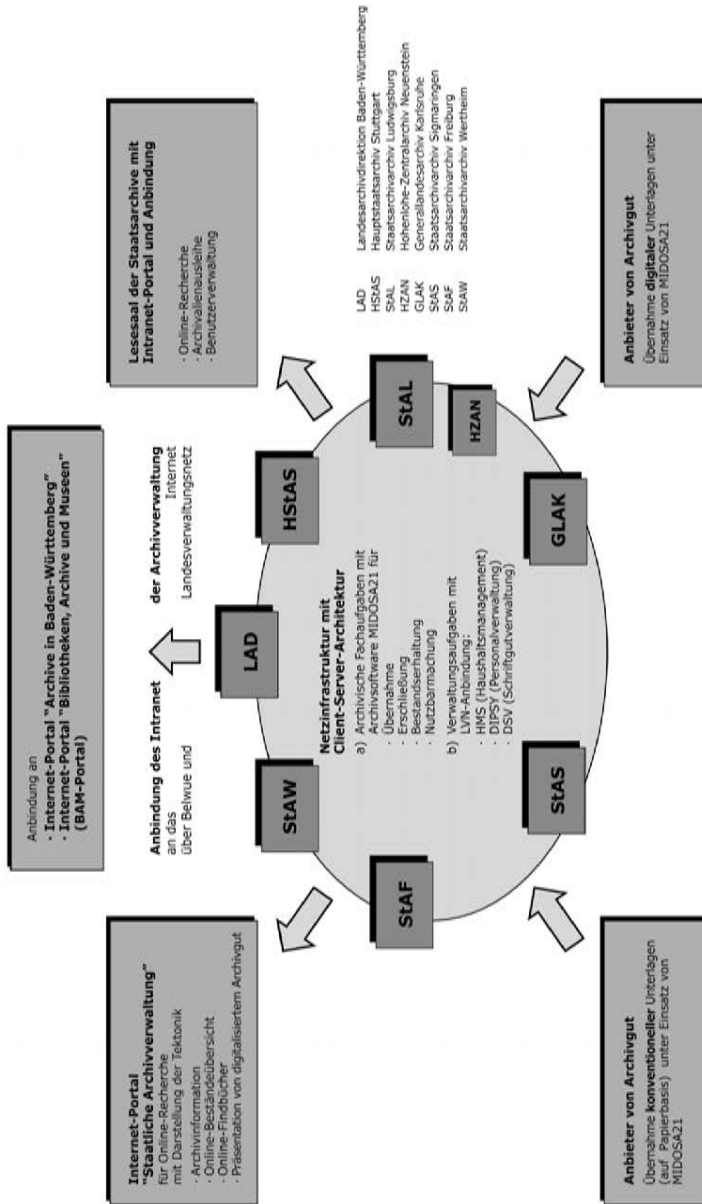 Anbindung an
· Internet-Portal "Archive in Baden-Württemberg"
· Internet-Portal "Bibliotheken, Archive und Museen"
(BAM-Portal)
Internet-Portal
"Staatliche Archivverwaltung"
für Online-Recherche
mit Darstellung der Tektonik
· Archivinformation
· Online-Beständeübersicht
· Online-Findbücher
· Präsentation von digitalisiertem Archivgut
Anbindung des Intranet
an das
über Belwue und
der Archivverwaltung
Internet
Landesverwaltungsnetz
Lesesaal der Staatsarchive mit
Intranet-Portal und Anbindung
· Online-Recherche
· Archivalienausleihe
· Benutzerverwaltung
StAW
LAD
HStAS
StAF
StAL
HZAN
StAS
GLAK
Netzinfrastruktur mit
Client-Server-Architektur
a) Archivische Fachaufgaben mit
Archivsoftware MIDOSA21 für
· Übernahme
· Erschließung
· Bestandserhaltung
· Nutzbarmachung
b) Verwaltungsaufgaben mit
LVN-Anbindung:
· HMS (Haushaltsmanagement)
· DIPSY (Personalverwaltung)
· DSV (Schriftgutverwaltung)
LAD Landesarchivdirektion Baden-Württemberg
HStAS Hauptstaatsarchiv Stuttgart
StAL Staatsarchivarchiv Ludwigsburg
HZAN Hohenlohe-Zentralarchiv Neuenstein
GLAK Generallandesarchiv Karlsruhe
StAS Staatsarchivarchiv Sigmaringen
StAF Staatsarchivarchiv Freiburg
StAW Staatsarchivarchiv Wertheim
Anbieter von Archivgut
Übernahme konventioneller Unterlagen
(auf Papierbasis) unter Einsatz von
MIDOSA21
Anbieter von Archivgut
Übernahme digitaler Unterlagen unter
Einsatz von MIDOSA21